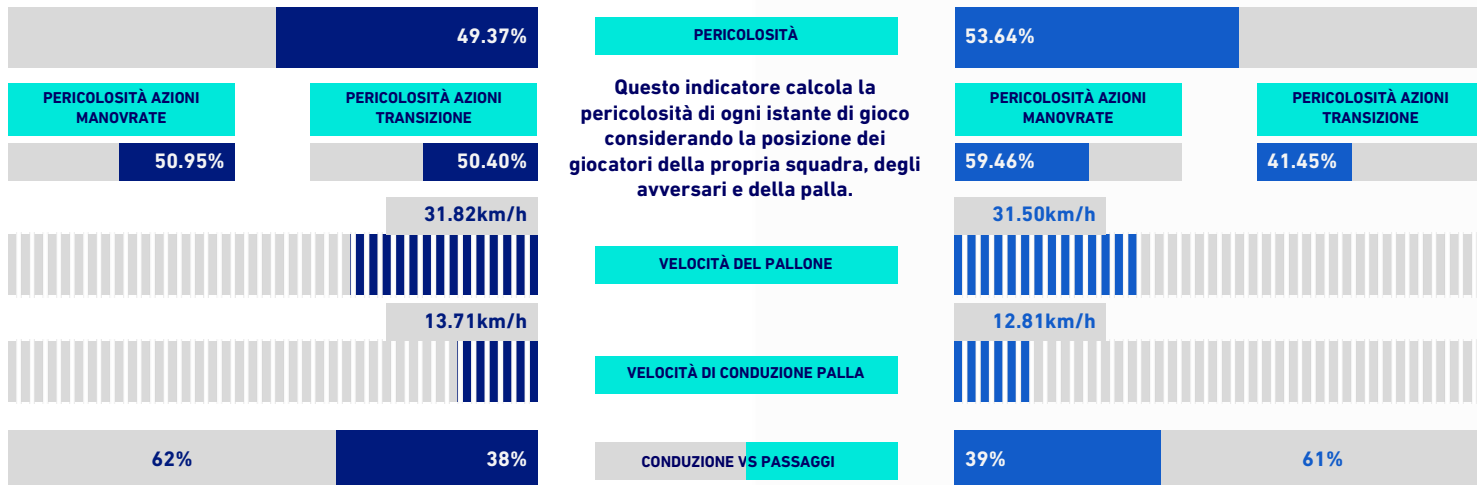 49.37%
PERICOLOSITÀ
53.64%
PERICOLOSITÀ AZIONI
MANOVRATE
PERICOLOSITÀ AZIONI
TRANSIZIONE
Questo indicatore calcola la
pericolosità di ogni istante di gioco
considerando la posizione dei
giocatori della propria squadra, degli
avversari e della palla.
PERICOLOSITÀ AZIONI
MANOVRATE
PERICOLOSITÀ AZIONI
TRANSIZIONE
50.95%
50.40%
59.46%
41.45%
31.82km/h
VELOCITÀ DEL PALLONE
31.50km/h
13.71km/h
VELOCITÀ DI CONDUZIONE PALLA
12.81km/h
62%
38%
CONDUZIONE VS PASSAGGI
39%
61%